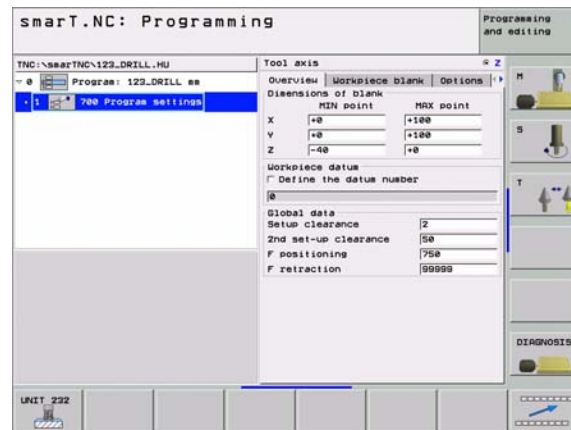 smarT.NC: Programming
Programming
and editing
TNC:\smarTNC\123_DRILL.HU
0 Program: 123_DRILL mm
1 700 Program settings
Tool axis Z
Overview Workpiece blank Options
Dimensions of blank
MIN point MAX point
X +0 +100
Y +0 +100
Z -40 +0
Workpiece datum
Define the datum number
0
Global data
Setup clearance 2
2nd set-up clearance 50
F positioning 750
F retraction 99999
M
S
T
DIAGNOSIS
UNIT 232